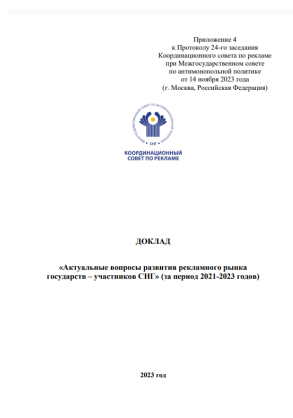 Приложение 4
к Протоколу 24-го заседания
Координационного совета по рекламе
при Межгосударственном совете
по антимонопольной политике
от 14 ноября 2023 года
(г. Москва, Российская Федерация)
СНГ
КООРДИНАЦИОННЫЙ
СОВЕТ ПО РЕКЛАМЕ
ДОКЛАД
«Актуальные вопросы развития рекламного рынка
государств – участников СНГ» (за период 2021-2023 годов)
2023 год